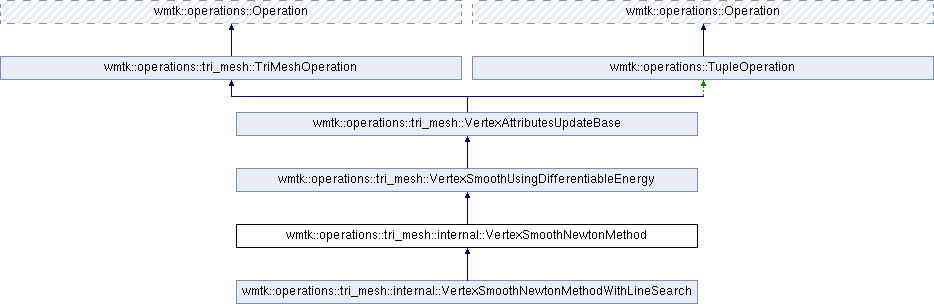 wmtk::operations::Operation
wmtk::operations::Operation
wmtk::operations::tri_mesh::TriMeshOperation
wmtk::operations::TupleOperation
wmtk::operations::tri_mesh::VertexAttributesUpdateBase
wmtk::operations::tri_mesh::VertexSmoothUsingDifferentiableEnergy
wmtk::operations::tri_mesh::internal::VertexSmoothNewtonMethod
wmtk::operations::tri_mesh::internal::VertexSmoothNewtonMethodWithLineSearch